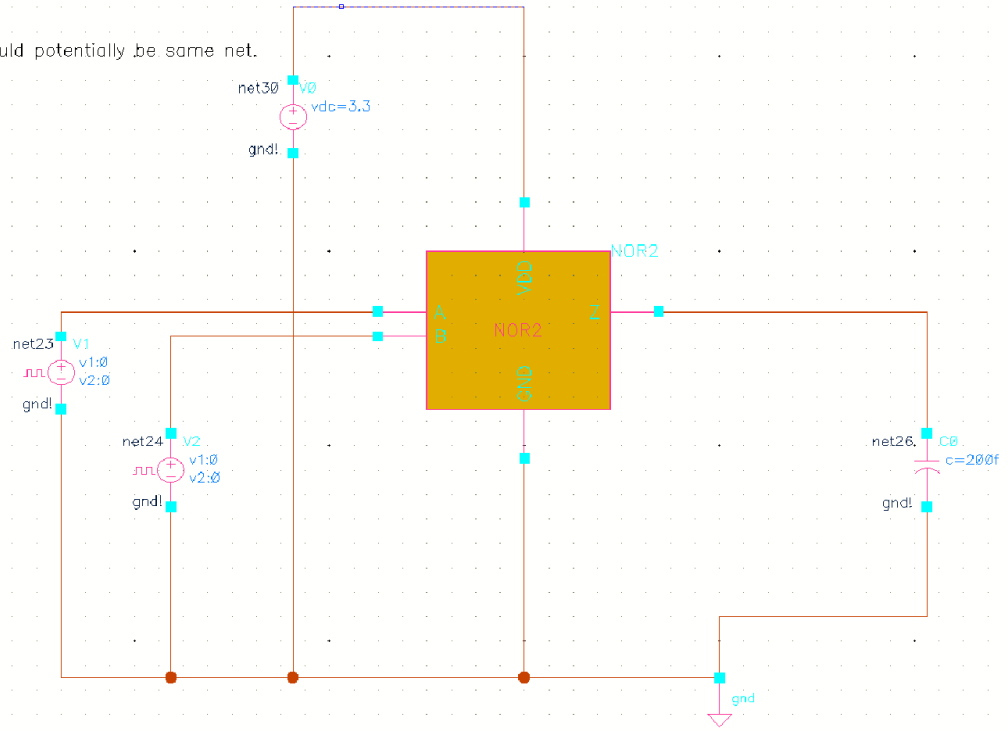 uld potentially be same net.
net30 V0
vdc=3.3
gnd!
NOR2
VDD
A
NOR2
B
GND
net23 V1
v1:0
v2:0
gnd!
net24 V2
v1:0
v2:0
gnd!
net26 C0
c=200f
gnd!
gnd